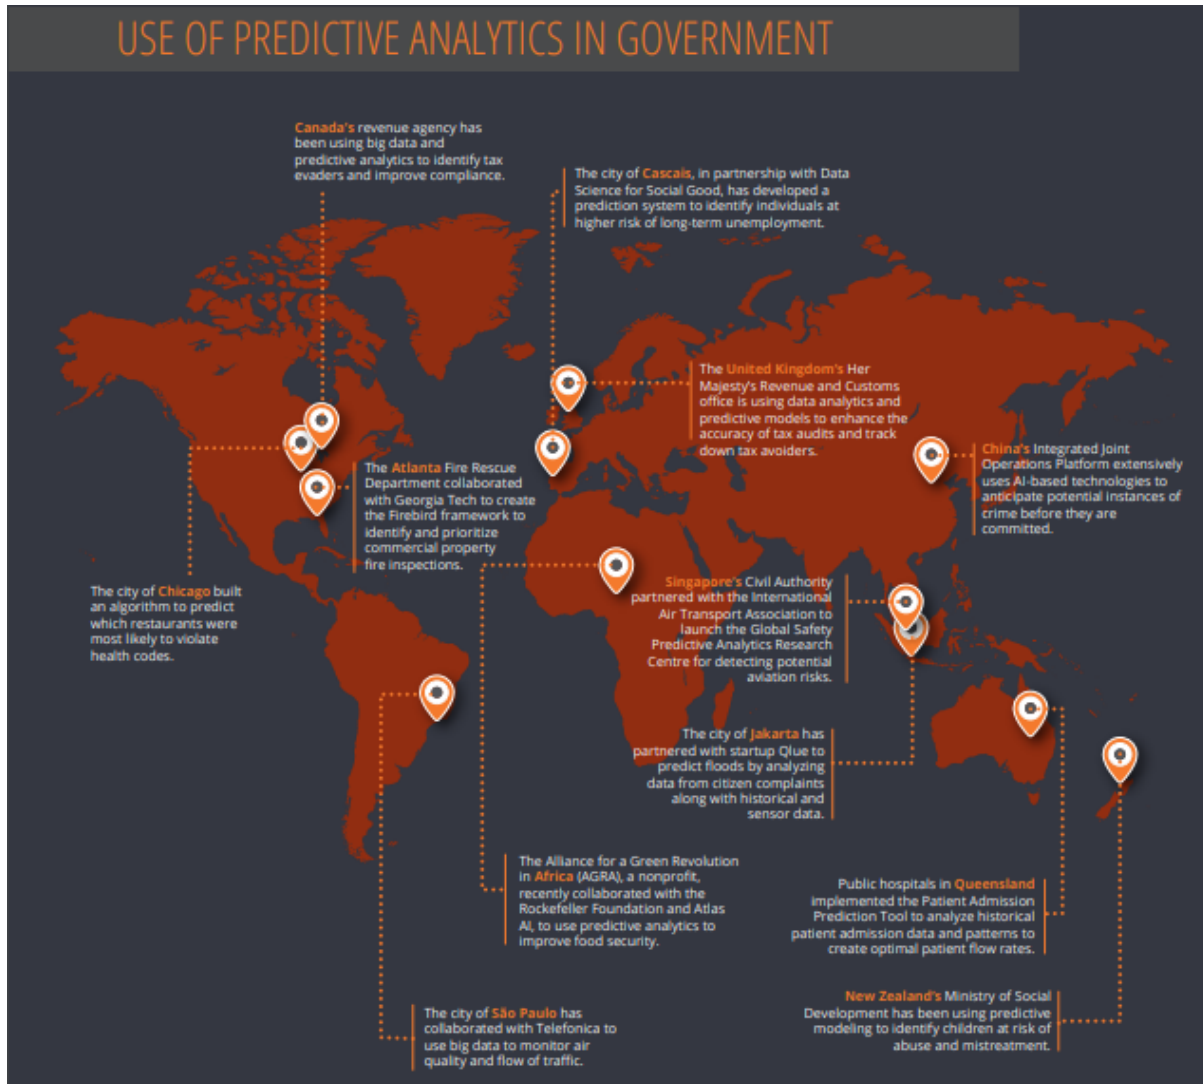 USE OF PREDICTIVE ANALYTICS IN GOVERNMENT
Canada's revenue agency has
been using big data and
predictive analytics to identify tax
evaders and improve compliance.
The city of Cascais, in partnership with Data
Science for Social Good, has developed a
prediction system to identify individuals at
higher risk of long-term unemployment.
The United Kingdom's Her
Majesty's Revenue and Customs
office is using data analytics and
predictive models to enhance the
accuracy of tax audits and track
down tax avoiders.
China's Integrated Joint
Operations Platform extensively
uses AI-based technologies to
anticipate potential instances of
crime before they are
committed.
The Atlanta Fire Rescue
Department collaborated
with Georgia Tech to create
the Firebird framework to
identify and prioritize
commercial property
fire inspections.
The city of Chicago built
an algorithm to predict
which restaurants were
most likely to violate
health codes.
Singapore's Civil Authority
partnered with the International
Air Transport Association to
launch the Global Safety
Predictive Analytics Research
Centre for detecting potential
aviation risks.
The city of Jakarta has
partnered with startup Qlue to
predict floods by analyzing
data from citizen complaints
along with historical and
sensor data.
The Alliance for a Green Revolution
in Africa (AGRA), a nonprofit,
recently collaborated with the
Rockefeller Foundation and Atlas
AI, to use predictive analytics to
improve food security.
Public hospitals in Queensland
implemented the Patient Admission
Prediction Tool to analyze historical
patient admission data and patterns to
create optimal patient flow rates.
New Zealand's Ministry of Social
Development has been using predictive
modeling to identify children at risk of
abuse and mistreatment.
The city of São Paulo has
collaborated with Telefonica to
use big data to monitor air
quality and flow of traffic.